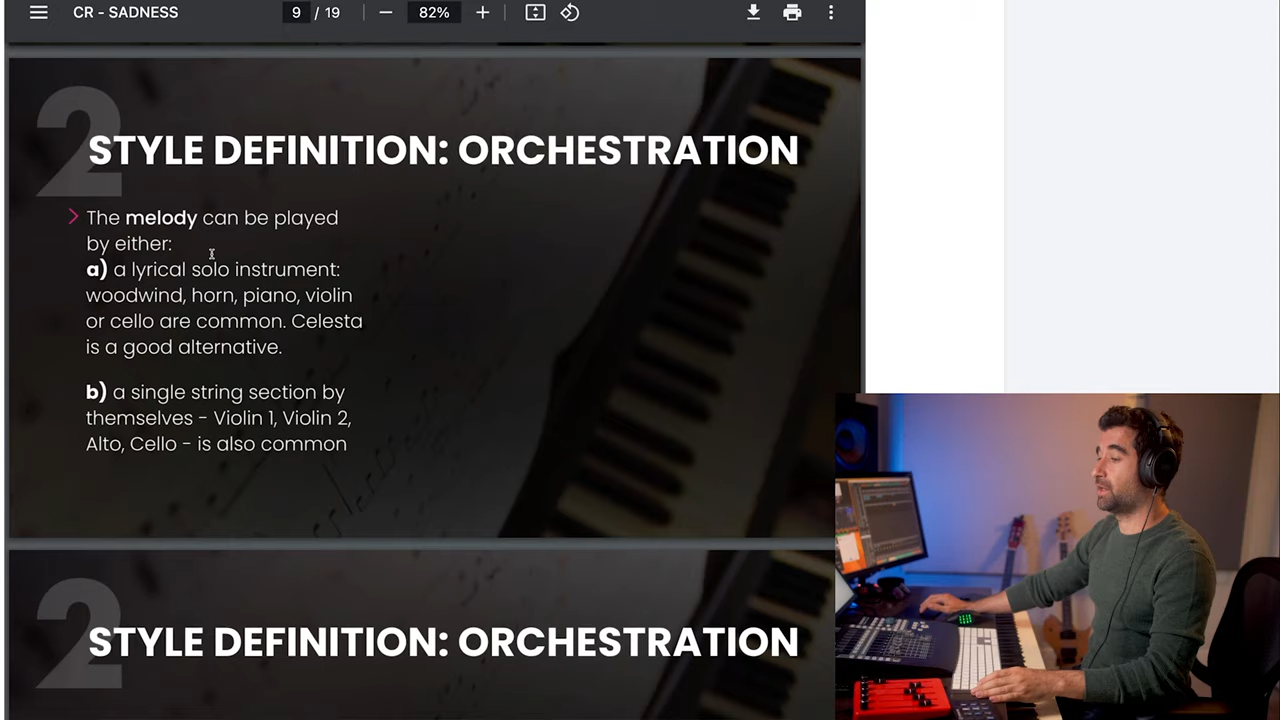 CR - SADNESS
9 / 19
82%
2
STYLE DEFINITION: ORCHESTRATION
The melody can be played
by either:
a) a lyrical solo instrument:
woodwind, horn, piano, violin
or cello are common. Celesta
is a good alternative.
b) a single string section by
themselves - Violin 1, Violin 2,
Alto, Cello - is also common
2
STYLE DEFINITION: ORCHESTRATION